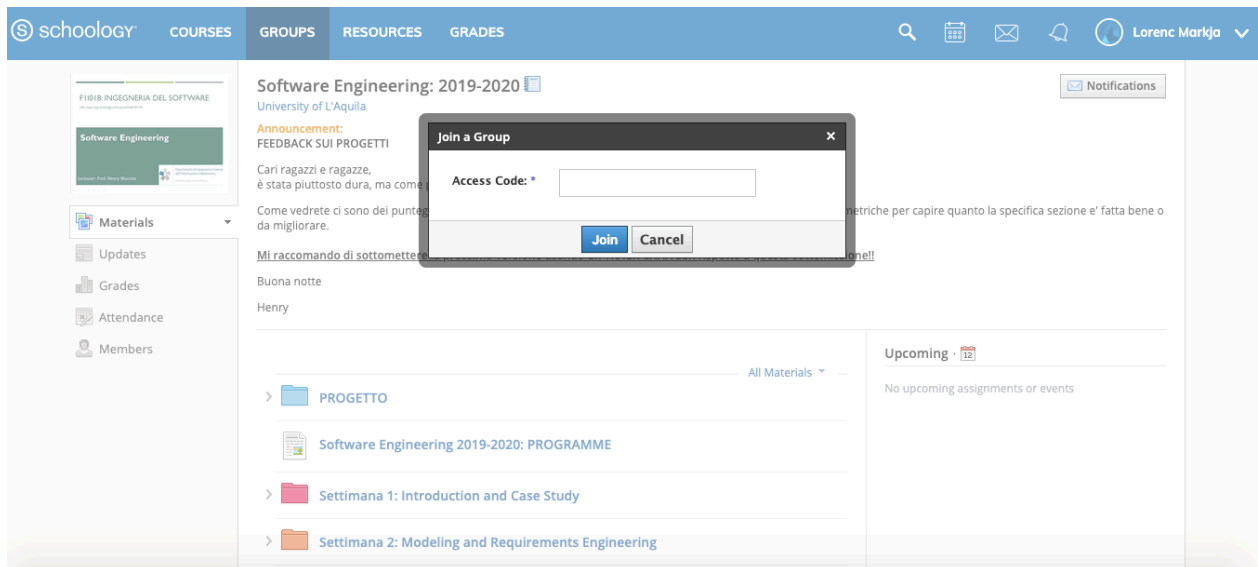 schoology COURSES GROUPS RESOURCES GRADES Lorenc Markja
F1I018: INGEGNERIA DEL SOFTWARE
Software Engineering
Software Engineering: 2019-2020
University of L'Aquila
Notifications
Announcement:
FEEDBACK SUI PROGETTI
Cari ragazzi e ragazze,
è stata piuttosto dura, ma come
Come vedrete ci sono dei punteg
metriche per capire quanto la specifica sezione e' fatta bene o
da migliorare.
Mi raccomando di sottomettere
one!!
Buona notte
Henry
Join a Group
Access Code: *
Join Cancel
Materials
Updates
Grades
Attendance
Members
All Materials
PROGETTO
Software Engineering 2019-2020: PROGRAMME
Settimana 1: Introduction and Case Study
Settimana 2: Modeling and Requirements Engineering
Upcoming · 12
No upcoming assignments or events